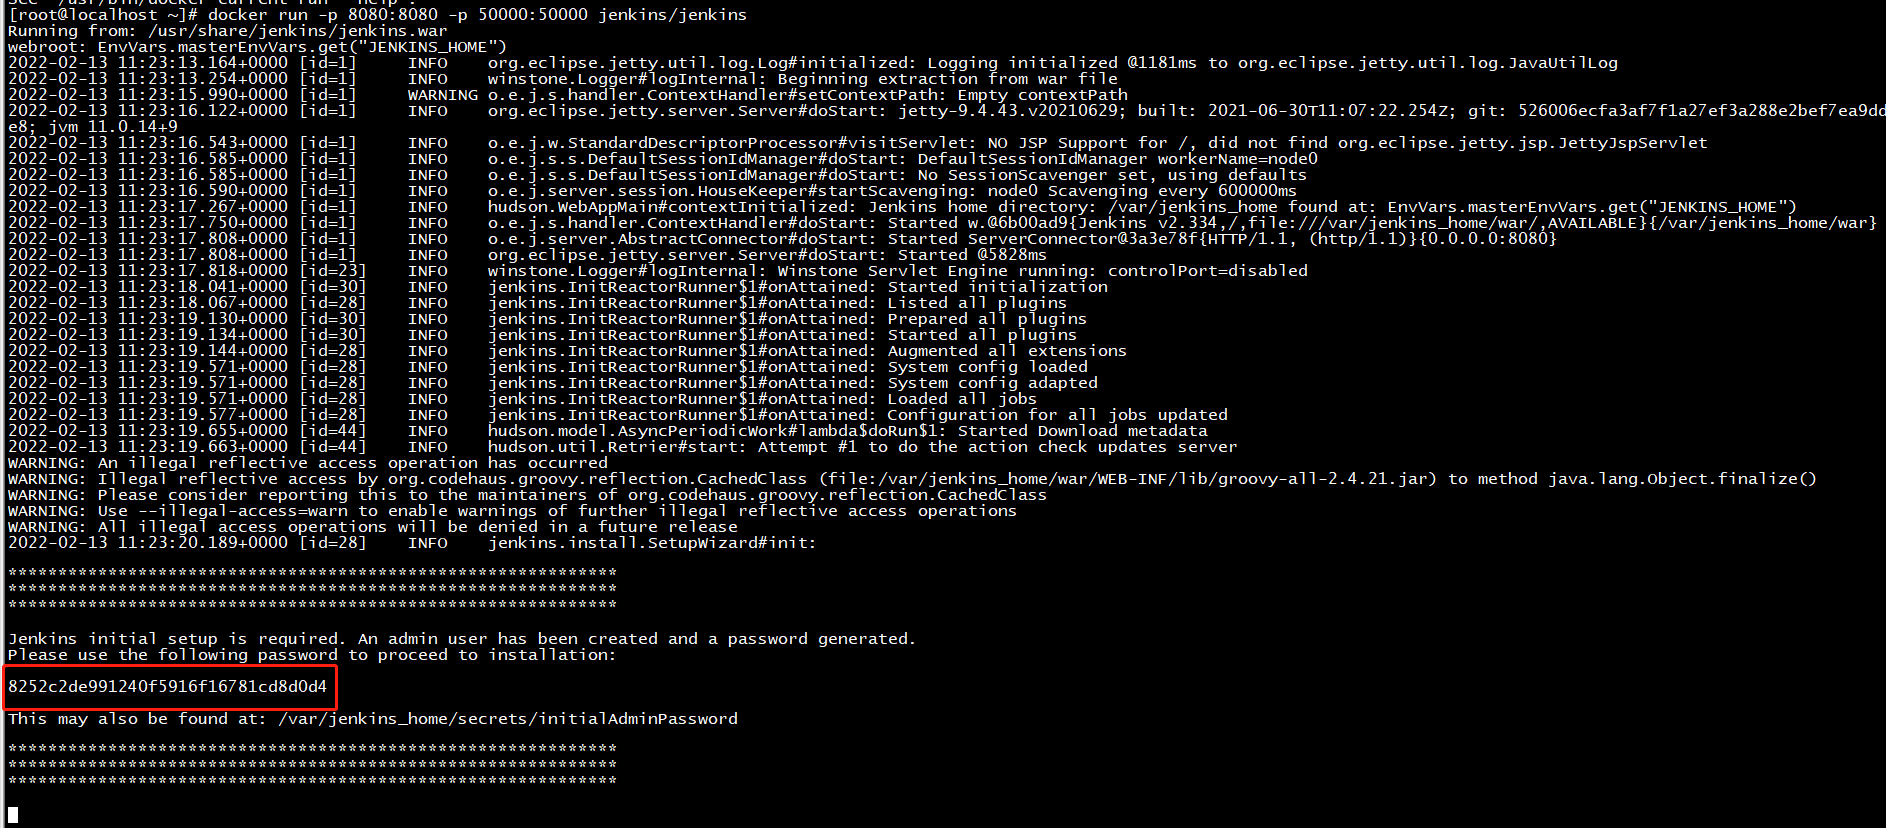 See '/usr/bin/docker-current run --help'.
[root@localhost ~]# docker run -p 8080:8080 -p 50000:50000 jenkins/jenkins
Running from: /usr/share/jenkins/jenkins.war
webroot: EnvVars.masterEnvVars.get("JENKINS_HOME")
2022-02-13 11:23:13.164+0000 [id=1] INFO org.eclipse.jetty.util.log.Log#initialized: Logging initialized @1181ms to org.eclipse.jetty.util.log.JavaUtilLog
2022-02-13 11:23:13.254+0000 [id=1] INFO winstone.Logger#logInternal: Beginning extraction from war file
2022-02-13 11:23:15.990+0000 [id=1] WARNING o.e.j.s.handler.ContextHandler#setContextPath: Empty contextPath
2022-02-13 11:23:16.122+0000 [id=1] INFO org.eclipse.jetty.server.Server#doStart: jetty-9.4.43.v20210629; built: 2021-06-30T11:07:22.254Z; git: 526006ecfa3af7f1a27ef3a288e2bef7ea9dd
e8; jvm 11.0.14+9
2022-02-13 11:23:16.543+0000 [id=1] INFO o.e.j.w.StandardDescriptorProcessor#visitServlet: NO JSP Support for /, did not find org.eclipse.jetty.jsp.JettyJspServlet
2022-02-13 11:23:16.585+0000 [id=1] INFO o.e.j.s.s.DefaultSessionIdManager#doStart: DefaultSessionIdManager workerName=node0
2022-02-13 11:23:16.585+0000 [id=1] INFO o.e.j.s.s.DefaultSessionIdManager#doStart: No SessionScavenger set, using defaults
2022-02-13 11:23:16.590+0000 [id=1] INFO o.e.j.server.session.HouseKeeper#startScavenging: node0 Scavenging every 600000ms
2022-02-13 11:23:17.267+0000 [id=1] INFO hudson.WebAppMain#contextInitialized: Jenkins home directory: /var/jenkins_home found at: EnvVars.masterEnvVars.get("JENKINS_HOME")
2022-02-13 11:23:17.750+0000 [id=1] INFO o.e.j.s.handler.ContextHandler#doStart: Started w.@6b00ad9{Jenkins v2.334,/,file:///var/jenkins_home/war/,AVAILABLE}{/var/jenkins_home/war}
2022-02-13 11:23:17.808+0000 [id=1] INFO o.e.j.server.AbstractConnector#doStart: Started ServerConnector@3a3e78f{HTTP/1.1, (http/1.1)}{0.0.0.0:8080}
2022-02-13 11:23:17.808+0000 [id=1] INFO org.eclipse.jetty.server.Server#doStart: Started @5828ms
2022-02-13 11:23:17.818+0000 [id=23] INFO winstone.Logger#logInternal: Winstone Servlet Engine running: controlPort=disabled
2022-02-13 11:23:18.041+0000 [id=30] INFO jenkins.InitReactorRunner$1#onAttained: Started initialization
2022-02-13 11:23:18.067+0000 [id=28] INFO jenkins.InitReactorRunner$1#onAttained: Listed all plugins
2022-02-13 11:23:19.130+0000 [id=30] INFO jenkins.InitReactorRunner$1#onAttained: Prepared all plugins
2022-02-13 11:23:19.134+0000 [id=30] INFO jenkins.InitReactorRunner$1#onAttained: Started all plugins
2022-02-13 11:23:19.144+0000 [id=28] INFO jenkins.InitReactorRunner$1#onAttained: Augmented all extensions
2022-02-13 11:23:19.571+0000 [id=28] INFO jenkins.InitReactorRunner$1#onAttained: System config loaded
2022-02-13 11:23:19.571+0000 [id=28] INFO jenkins.InitReactorRunner$1#onAttained: System config adapted
2022-02-13 11:23:19.571+0000 [id=28] INFO jenkins.InitReactorRunner$1#onAttained: Loaded all jobs
2022-02-13 11:23:19.577+0000 [id=28] INFO jenkins.InitReactorRunner$1#onAttained: Configuration for all jobs updated
2022-02-13 11:23:19.655+0000 [id=44] INFO hudson.model.AsyncPeriodicWork#lambda$doRun$1: Started Download metadata
2022-02-13 11:23:19.663+0000 [id=44] INFO hudson.util.Retrier#start: Attempt #1 to do the action check updates server
WARNING: An illegal reflective access operation has occurred
WARNING: Illegal reflective access by org.codehaus.groovy.reflection.CachedClass (file:/var/jenkins_home/war/WEB-INF/lib/groovy-all-2.4.21.jar) to method java.lang.Object.finalize()
WARNING: Please consider reporting this to the maintainers of org.codehaus.groovy.reflection.CachedClass
WARNING: Use --illegal-access=warn to enable warnings of further illegal reflective access operations
WARNING: All illegal access operations will be denied in a future release
2022-02-13 11:23:20.189+0000 [id=28] INFO jenkins.install.SetupWizard#init:
*************************************************************
*************************************************************
*************************************************************
Jenkins initial setup is required. An admin user has been created and a password generated.
Please use the following password to proceed to installation:
8252c2de991240f5916f16781cd8d0d4
This may also be found at: /var/jenkins_home/secrets/initialAdminPassword
*************************************************************
*************************************************************
*************************************************************